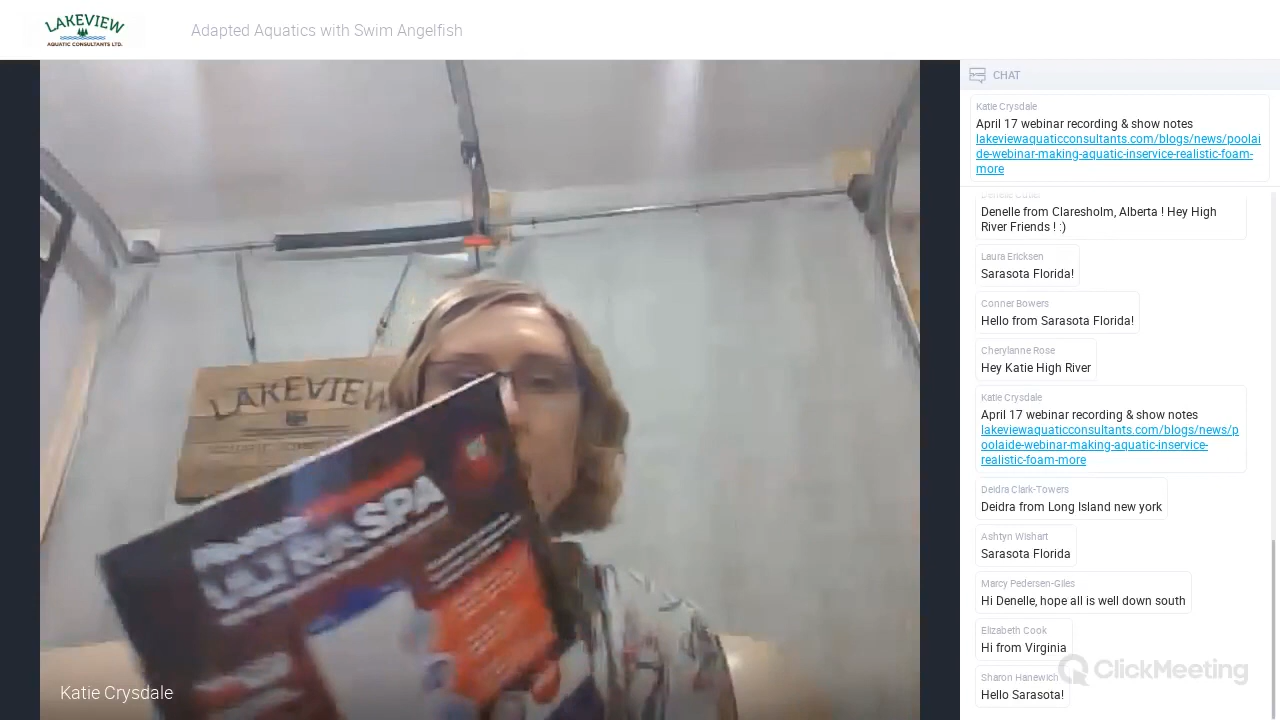 LAKEVIEW
AQUATIC CONSULTANTS LTD.
Adapted Aquatics with Swim Angelfish
LAKEVIEW
ULTRASPA
Katie Crysdale
CHAT
Katie Crysdale
April 17 webinar recording & show notes
lakeviewaquaticconsultants.com/blogs/news/poolai
de-webinar-making-aquatic-inservice-realistic-foam-
more
Denelle from Claresholm, Alberta ! Hey High
River Friends ! :)
Laura Ericksen
Sarasota Florida!
Conner Bowers
Hello from Sarasota Florida!
Cherylanne Rose
Hey Katie High River
Katie Crysdale
April 17 webinar recording & show notes
lakeviewaquaticconsultants.com/blogs/news/p
oolaide-webinar-making-aquatic-inservice-
realistic-foam-more
Deidra Clark-Towers
Deidra from Long Island new york
Ashtyn Wishart
Sarasota Florida
Marcy Pedersen-Giles
Hi Denelle, hope all is well down south
Elizabeth Cook
Hi from Virginia
Sharon Hanewich
Hello Sarasota!
ClickMeeting